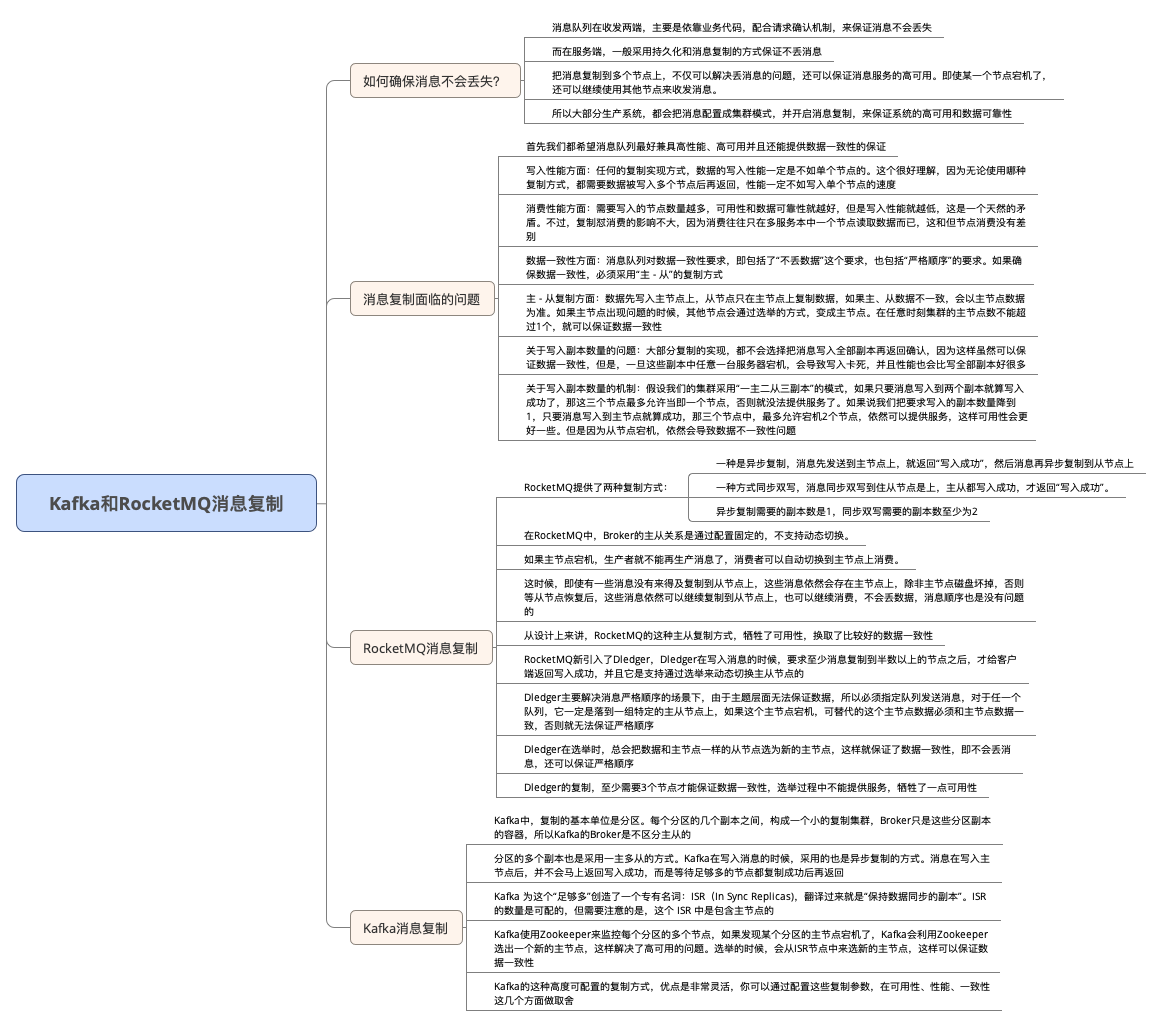 Kafka和RocketMQ消息复制
如何确保消息不会丢失？
消息队列在收发两端，主要是依靠业务代码，配合请求确认机制，来保证消息不会丢失
而在服务端，一般采用持久化和消息复制的方式保证不丢消息
把消息复制到多个节点上，不仅可以解决丢消息的问题，还可以保证消息服务的高可用。即使某一个节点宕机了，
还可以继续使用其他节点来收发消息。
所以大部分生产系统，都会把消息配置成集群模式，并开启消息复制，来保证系统的高可用和数据可靠性
消息复制面临的问题
首先我们都希望消息队列最好兼具高性能、高可用并且还能提供数据一致性的保证
写入性能方面：任何的复制实现方式，数据的写入性能一定是不如单个节点的。这个很好理解，因为无论使用哪种
复制方式，都需要数据被写入多个节点后再返回，性能一定不如写入单个节点的速度
消费性能方面：需要写入的节点数量越多，可用性和数据可靠性就越好，但是写入性能就越低，这是一个天然的矛
盾。不过，复制怼消费的影响不大，因为消费往往只在多服务本中一个节点读取数据而已，这和但节点消费没有差
别
数据一致性方面：消息队列对数据一致性要求，即包括了“不丢数据”这个要求，也包括“严格顺序”的要求。如果确
保数据一致性，必须采用“主 - 从”的复制方式
主 - 从复制方面：数据先写入主节点上，从节点只在主节点上复制数据，如果主、从数据不一致，会以主节点数据
为准。如果主节点出现问题的时候，其他节点会通过选举的方式，变成主节点。在任意时刻集群的主节点数不能超
过1个，就可以保证数据一致性
关于写入副本数量的问题：大部分复制的实现，都不会选择把消息写入全部副本再返回确认，因为这样虽然可以保
证数据一致性，但是，一旦这些副本中任意一台服务器宕机，会导致写入卡死，并且性能也会比写全部副本好很多
关于写入副本数量的机制：假设我们的集群采用“一主二从三副本”的模式，如果只要消息写入到两个副本就算写入
成功了，那这三个节点最多允许当即一个节点，否则就没法提供服务了。如果说我们把要求写入的副本数量降到
1，只要消息写入到主节点就算成功，那三个节点中，最多允许宕机2个节点，依然可以提供服务，这样可用性会更
好一些。但是因为从节点宕机，依然会导致数据不一致性问题
RocketMQ消息复制
RocketMQ提供了两种复制方式：
一种是异步复制，消息先发送到主节点上，就返回“写入成功”，然后消息再异步复制到从节点上
一种方式同步双写，消息同步双写到住从节点是上，主从都写入成功，才返回“写入成功”。
异步复制需要的副本数是1，同步双写需要的副本数至少为2
在RocketMQ中，Broker的主从关系是通过配置固定的，不支持动态切换。
如果主节点宕机，生产者就不能再生产消息了，消费者可以自动切换到主节点上消费。
这时候，即使有一些消息没有来得及复制到从节点上，这些消息依然会存在主节点上，除非主节点磁盘坏掉，否则
等从节点恢复后，这些消息依然可以继续复制到从节点上，也可以继续消费，不会丢数据，消息顺序也是没有问题
的
从设计上来讲，RocketMQ的这种主从复制方式，牺牲了可用性，换取了比较好的数据一致性
RocketMQ新引入了Dledger，Dledger在写入消息的时候，要求至少消息复制到半数以上的节点之后，才给客户
端返回写入成功，并且它是支持通过选举来动态切换主从节点的
Dledger主要解决消息严格顺序的场景下，由于主题层面无法保证数据，所以必须指定队列发送消息，对于任一个
队列，它一定是落到一组特定的主从节点上，如果这个主节点宕机，可替代的这个主节点数据必须和主节点数据一
致，否则就无法保证严格顺序
Dledger在选举时，总会把数据和主节点一样的从节点选为新的主节点，这样就保证了数据一致性，即不会丢消
息，还可以保证严格顺序
Dledger的复制，至少需要3个节点才能保证数据一致性，选举过程中不能提供服务，牺牲了一点可用性
Kafka消息复制
Kafka中，复制的基本单位是分区。每个分区的几个副本之间，构成一个小的复制集群，Broker只是这些分区副本
的容器，所以Kafka的Broker是不区分主从的
分区的多个副本也是采用一主多从的方式。Kafka在写入消息的时候，采用的也是异步复制的方式。消息在写入主
节点后，并不会马上返回写入成功，而是等待足够多的节点都复制成功后再返回
Kafka 为这个“足够多”创造了一个专有名词：ISR（In Sync Replicas)，翻译过来就是“保持数据同步的副本“。ISR
的数量是可配的，但需要注意的是，这个 ISR 中是包含主节点的
Kafka使用Zookeeper来监控每个分区的多个节点，如果发现某个分区的主节点宕机了，Kafka会利用Zookeeper
选出一个新的主节点，这样解决了高可用的问题。选举的时候，会从ISR节点中来选新的主节点，这样可以保证数
据一致性
Kafka的这种高度可配置的复制方式，优点是非常灵活，你可以通过配置这些复制参数，在可用性、性能、一致性
这几个方面做取舍